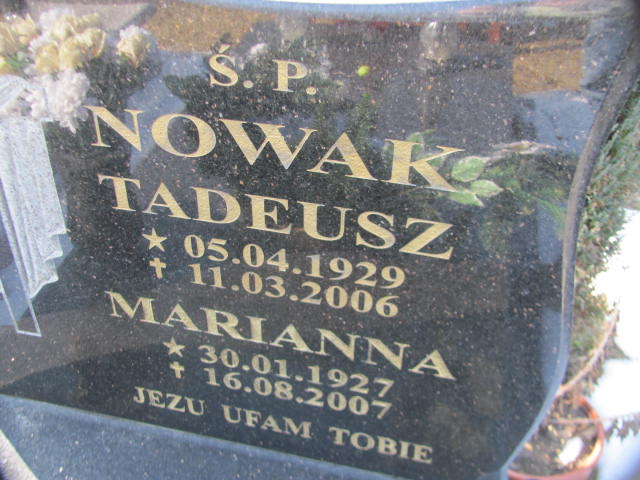 Ś. P.
NOWAK
TADEUSZ
★ 05.04.1929
✝ 11.03.2006
MARIANNA
★ 30.01.1927
✝ 16.08.2007
JEZU UFAM TOBIE